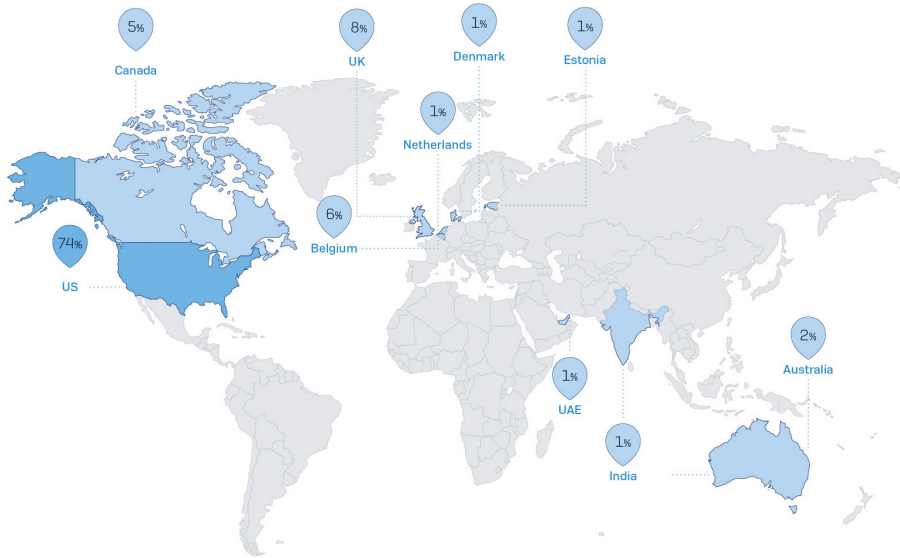 5%
Canada
8%
UK
1%
Denmark
1%
Estonia
1%
Netherlands
6%
Belgium
74%
US
1%
UAE
1%
India
2%
Australia